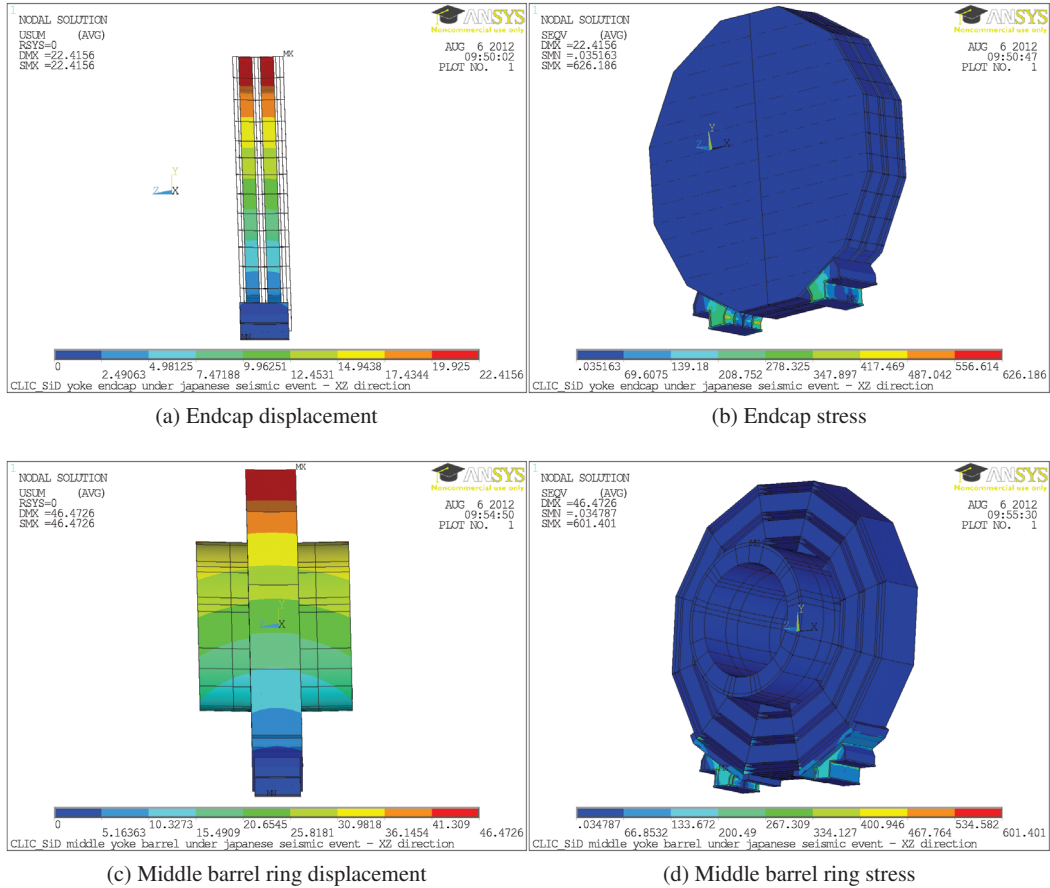 1
NODAL SOLUTION
USUM (AVG)
RSYS=0
DMX =22.4156
SMX =22.4156
ANSYS
Noncommercial use only
AUG 6 2012
09:50:02
PLOT NO. 1
MX
Y
Z X
MN
0 4.98125 9.96251 14.9438 19.925
2.49063 7.47188 12.4531 17.4344 22.4156
CLIC_SiD yoke endcap under japanese seismic event - XZ direction
(a) Endcap displacement
1
NODAL SOLUTION
SEQV (AVG)
DMX =22.4156
SMN =.035163
SMX =626.186
ANSYS
Noncommercial use only
AUG 6 2012
09:50:47
PLOT NO. 1
Y
Z X
.035163 139.18 278.325 417.469 556.614
69.6075 208.752 347.897 487.042 626.186
CLIC_SiD yoke endcap under japanese seismic event - XZ direction
(b) Endcap stress
1
NODAL SOLUTION
USUM (AVG)
RSYS=0
DMX =46.4726
SMX =46.4726
ANSYS
Noncommercial use only
AUG 6 2012
09:54:50
PLOT NO. 1
MX
Y
Z X
MN
0 10.3273 20.6545 30.9818 41.309
5.16363 15.4909 25.8181 36.1454 46.4726
CLIC_SiD middle yoke barrel under japanese seismic event - XZ direction
(c) Middle barrel ring displacement
1
NODAL SOLUTION
SEQV (AVG)
DMX =46.4726
SMN =.034787
SMX =601.401
ANSYS
Noncommercial use only
AUG 6 2012
09:55:30
PLOT NO. 1
MN
Y
Z X
.034787 133.672 267.309 400.946 534.582
66.8532 200.49 334.127 467.764 601.401
CLIC_SiD middle yoke barrel under japanese seismic event - XZ direction
(d) Middle barrel ring stress